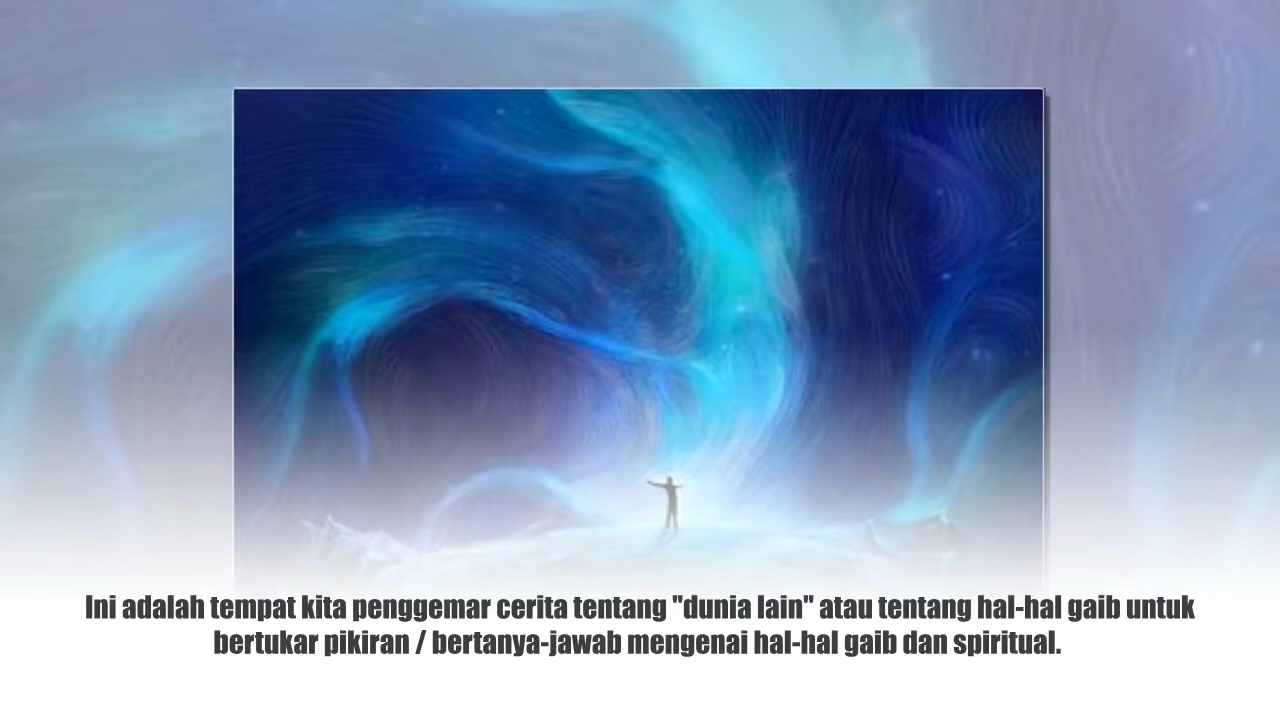 Ini adalah tempat kita penggemar cerita tentang "dunia lain" atau tentang hal-hal gaib untuk
bertukar pikiran / bertanya-jawab mengenai hal-hal gaib dan spiritual.